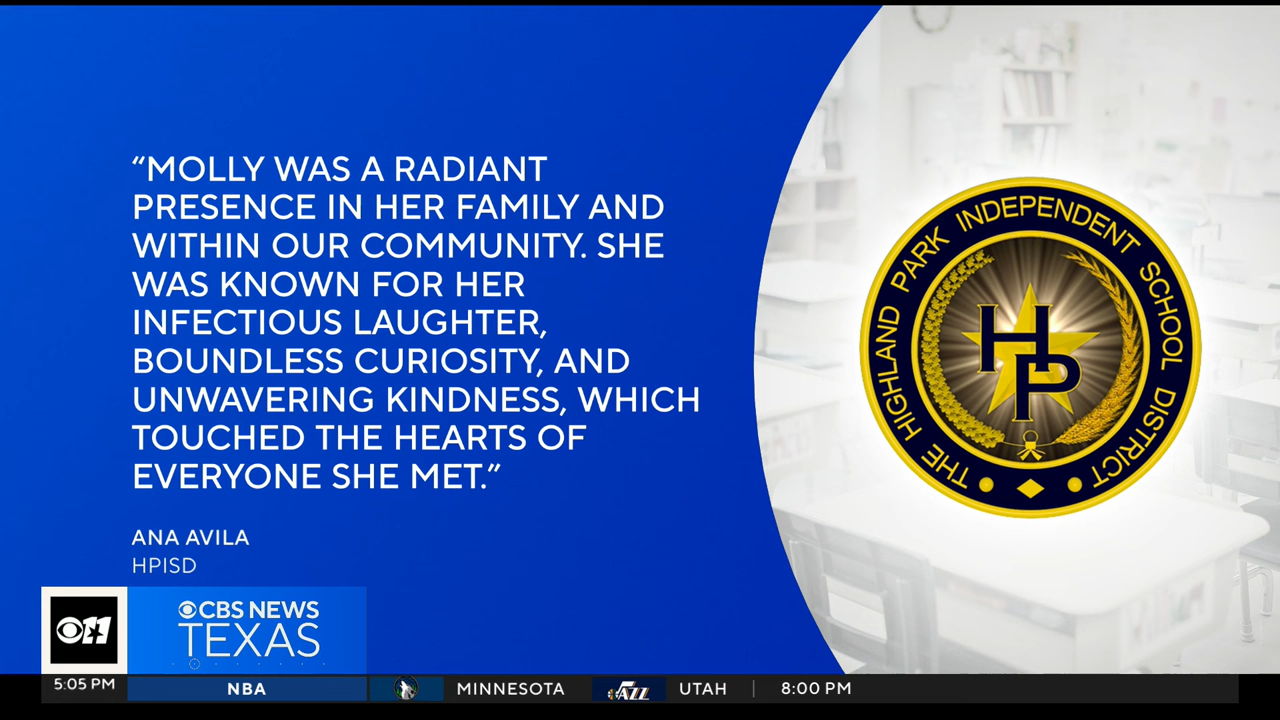 “MOLLY WAS A RADIANT
PRESENCE IN HER FAMILY AND
WITHIN OUR COMMUNITY. SHE
WAS KNOWN FOR HER
INFECTIOUS LAUGHTER,
BOUNDLESS CURIOSITY, AND
UNWAVERING KINDNESS, WHICH
TOUCHED THE HEARTS OF
EVERYONE SHE MET.”
ANA AVILA
HPISD
THE HIGHLAND PARK INDEPENDENT SCHOOL DISTRICT
HP
11
CBS NEWS
TEXAS
5:05 PM
NBA
MINNESOTA
JAZZ
UTAH
8:00 PM